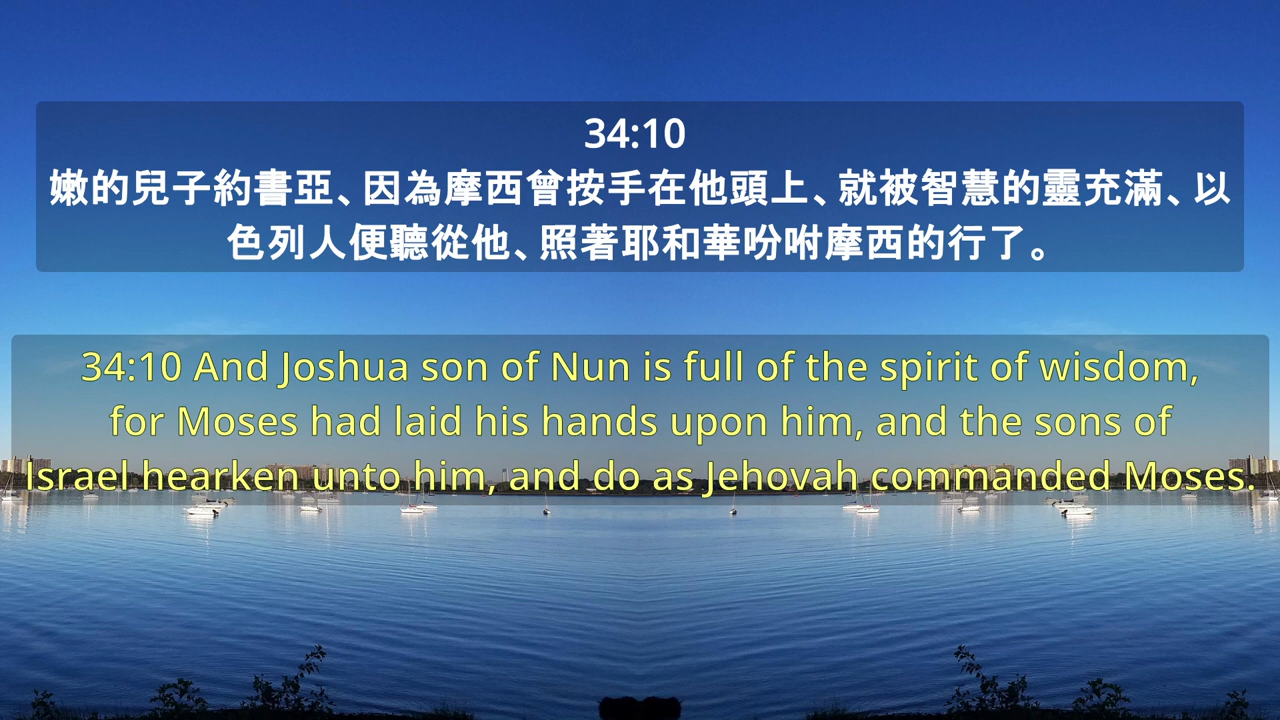 34:10
嫩的兒子約書亞、因為摩西曾按手在他頭上、就被智慧的靈充滿、以
色列人便聽從他、照著耶和華吩咐摩西的行了。
34:10 And Joshua son of Nun is full of the spirit of wisdom,
for Moses had laid his hands upon him, and the sons of
Israel hearken unto him, and do as Jehovah commanded Moses.